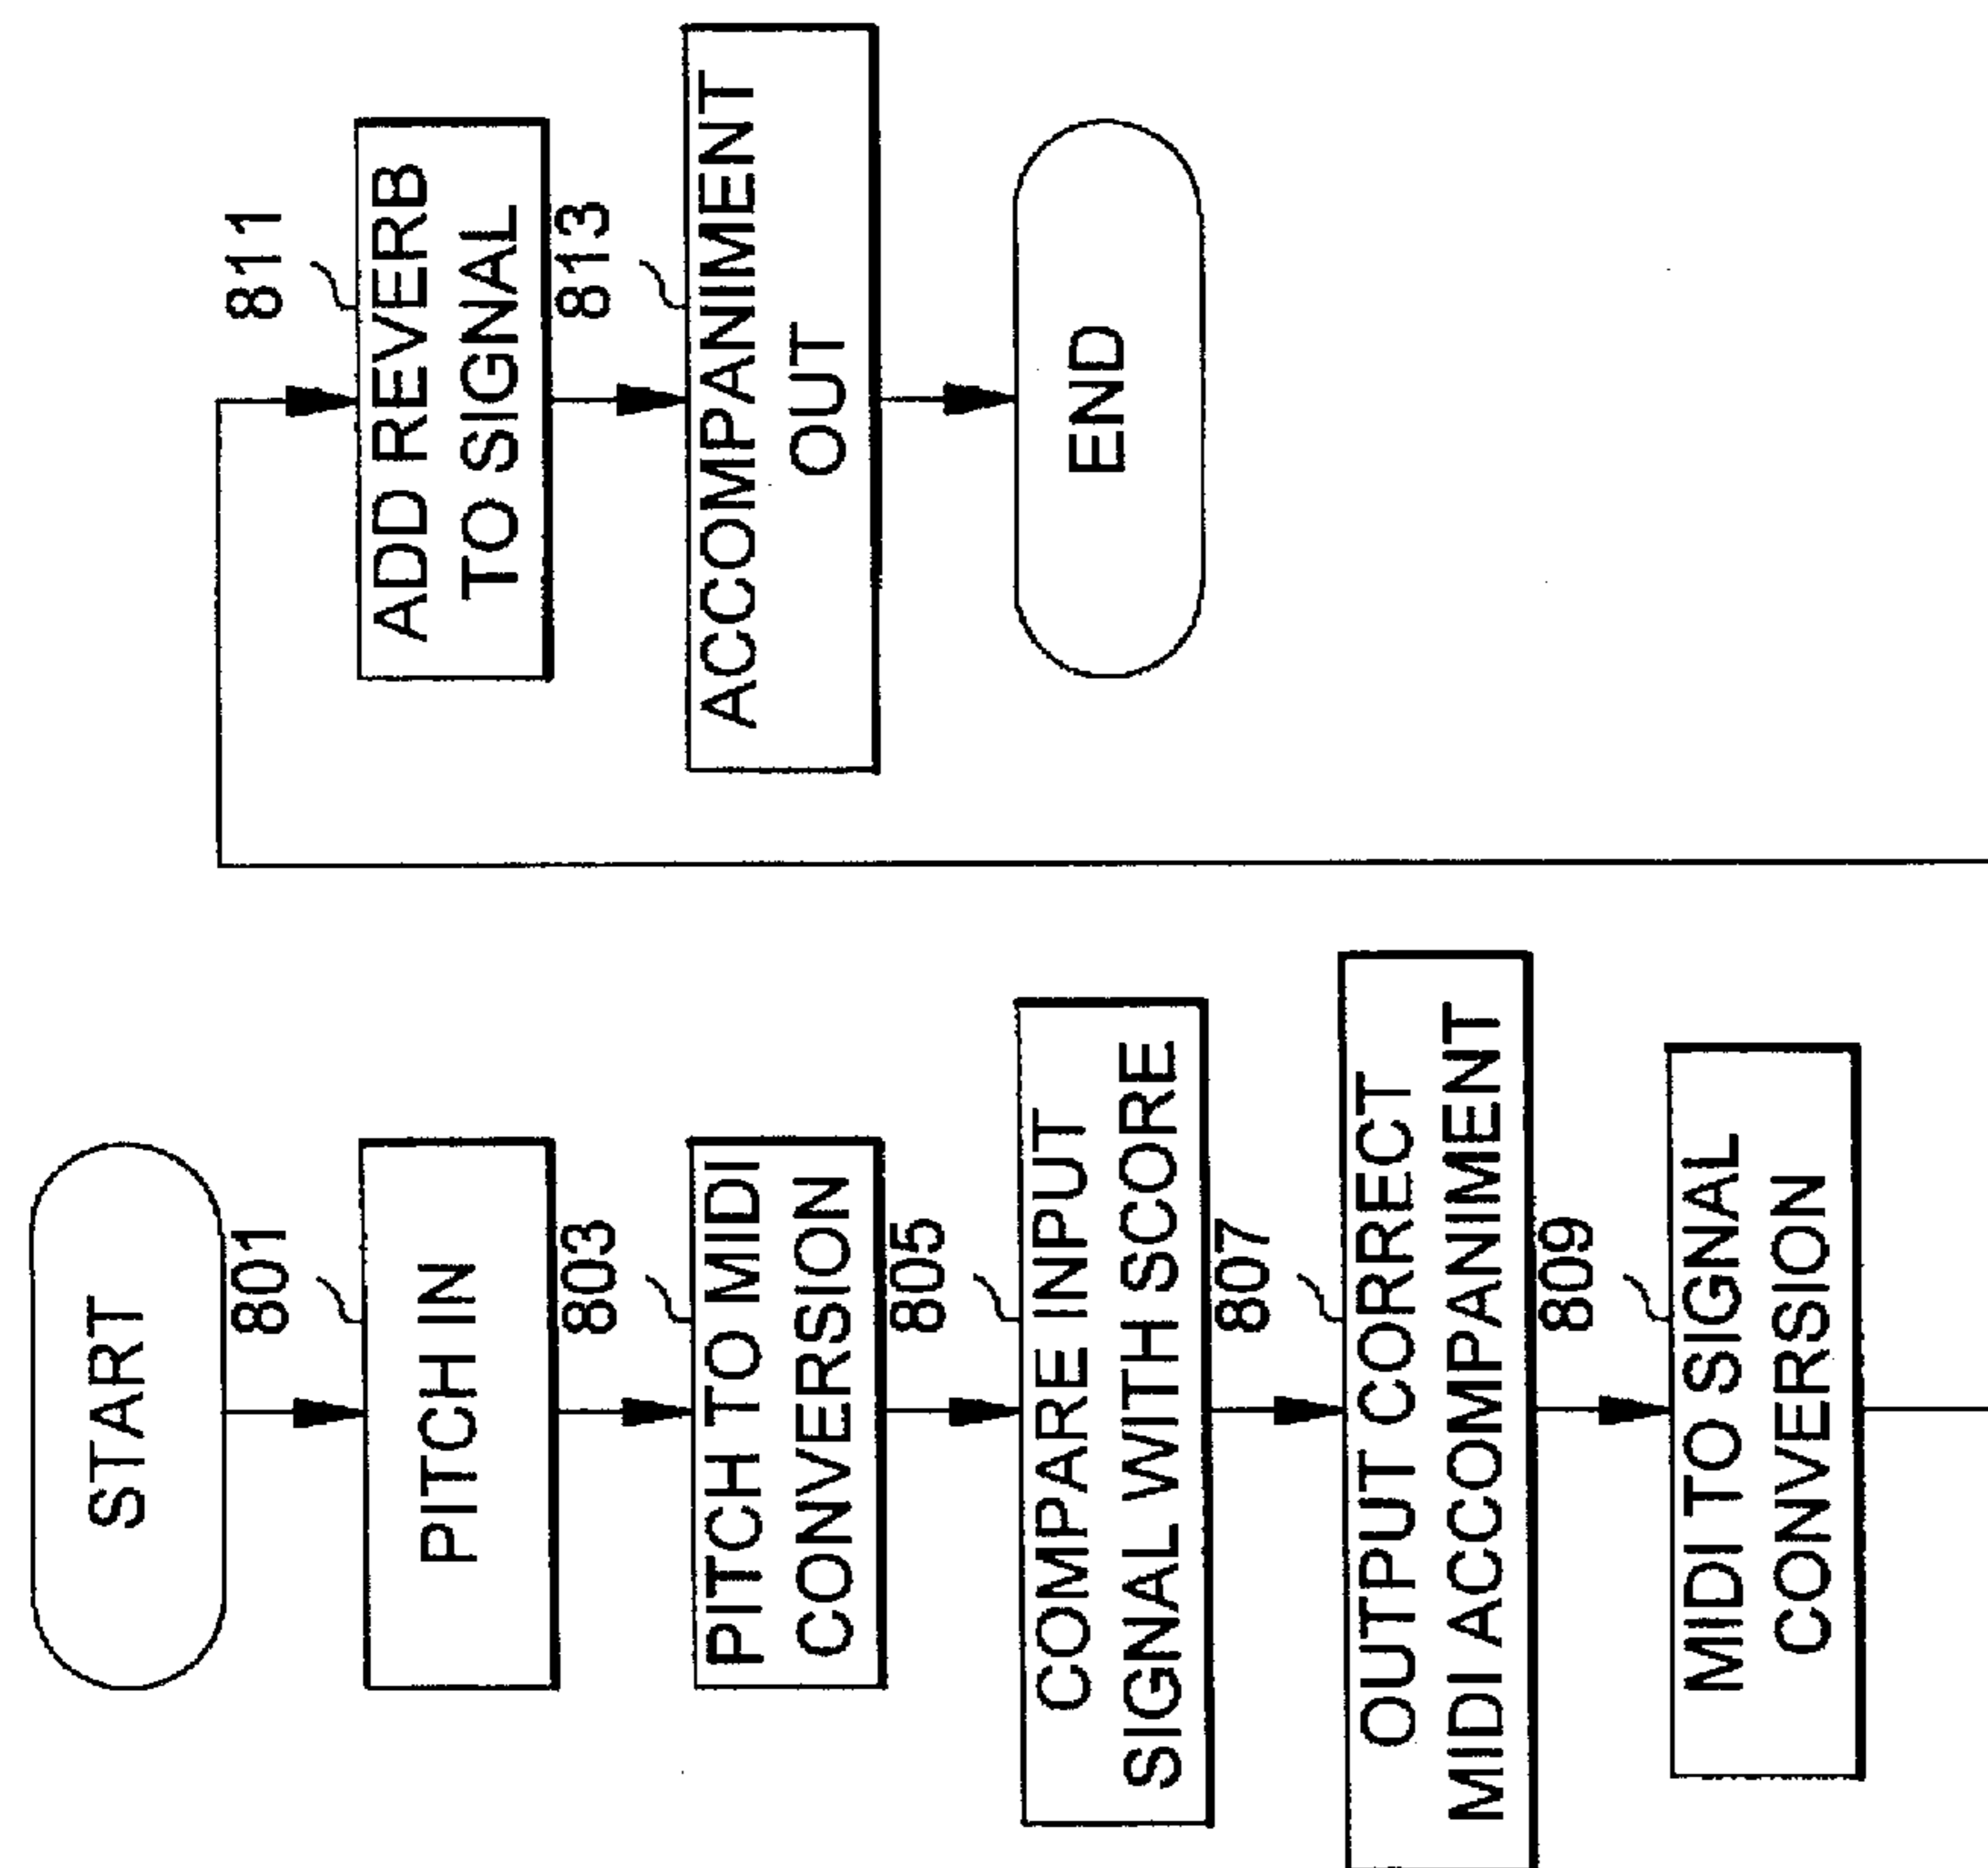 START
801
PITCH IN
803
PITCH TO MIDI
CONVERSION
805
COMPARE INPUT
SIGNAL WITH SCORE
807
OUTPUT CORRECT
MIDI ACCOMPANIMENT
809
MIDI TO SIGNAL
CONVERSION
811
ADD REVERB
TO SIGNAL
813
ACCOMPANIMENT
OUT
END